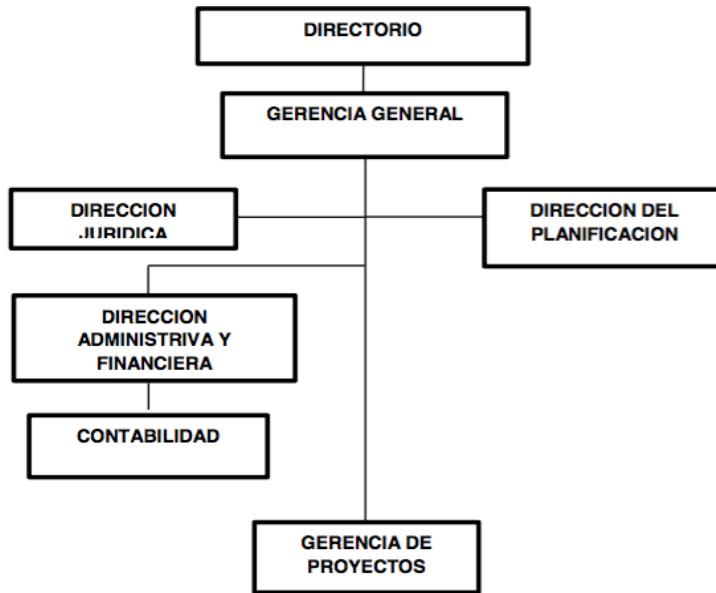 DIRECTORIO
GERENCIA GENERAL
DIRECCION
JURIDICA
DIRECCION DEL
PLANIFICACION
DIRECCION
ADMINISTRIVA Y
FINANCIERA
CONTABILIDAD
GERENCIA DE
PROYECTOS